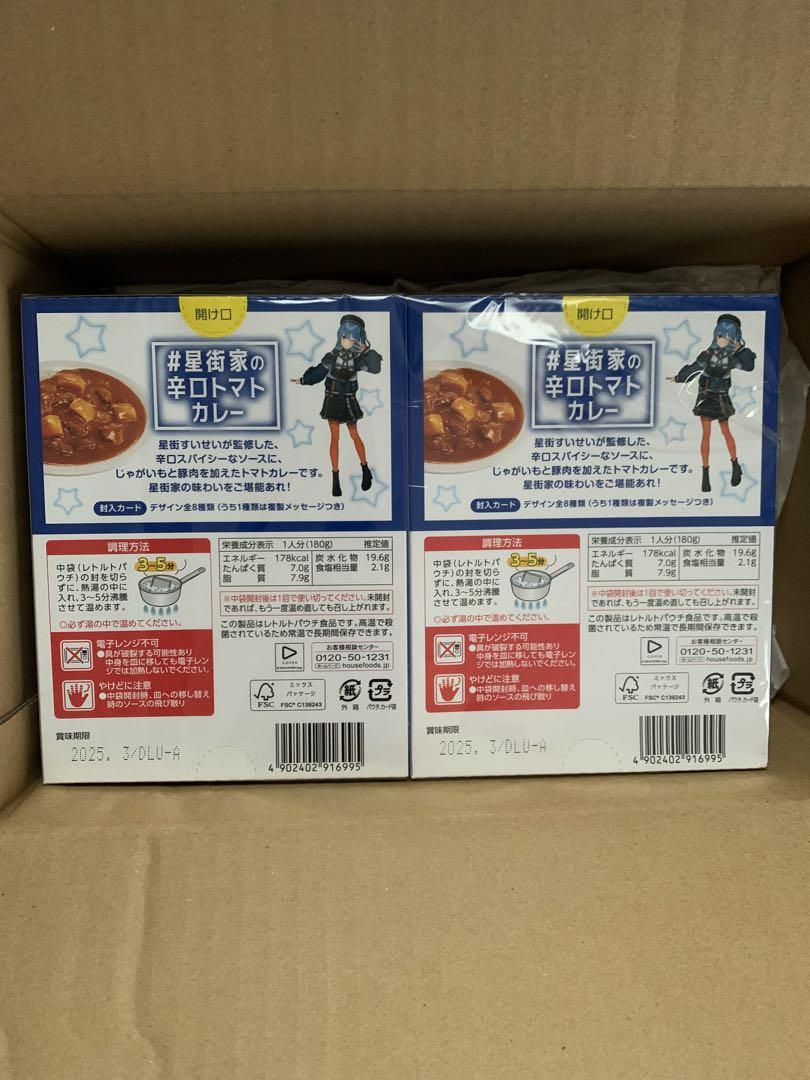 開け口
#星街家の
辛口トマト
カレー
星街すいせいが監修した、
辛口スパイシーなソースに、
じゃがいもと豚肉を加えたトマトカレーです。
星街家の味わいをご堪能あれ!
封入カード デザイン全8種類(うち1種類は複製メッセージつき)
調理方法
3〜5分
中袋(レトルトパ
ウチ)の封を切ら
ずに、熱湯の中に
入れ、3〜5分沸騰
させて温めます。
◎必ず湯の中で温めてください。
電子レンジ不可
●具が破裂する可能性あり
中身を皿に移しても電子レン
ジでは加熱しないでください。
やけどに注意
●中袋開封時、皿への移し替え
時のソースの飛び散り
栄養成分表示 1人分(180g) 推定値
エネルギー 178kcal 炭水化物 19.6g
たんぱく質 7.0g 食塩相当量 2.1g
脂質 7.9g
※中袋開封後は1回で使い切ってください。未開封
であれば、もう一度温め直しても召し上がれます。
この製品はレトルトパウチ食品です。高温で殺
菌されているため常温で長期間保存できます。
COVER
お客様相談センター
0120-50-1231
ホームページ housefoods.jp
FSC
ミックス
パッケージ
FSC® C139243
紙
外箱
プラ
パウチ、カード袋
賞味期限
2025. 3/DLU-A
4 902402 916995
開け口
#星街家の
辛口トマト
カレー
星街すいせいが監修した、
辛口スパイシーなソースに、
じゃがいもと豚肉を加えたトマトカレーです。
星街家の味わいをご堪能あれ!
封入カード デザイン全8種類(うち1種類は複製メッセージつき)
調理方法
3〜5分
中袋(レトルトパ
ウチ)の封を切ら
ずに、熱湯の中に
入れ、3〜5分沸騰
させて温めます。
◎必ず湯の中で温めてください。
電子レンジ不可
●具が破裂する可能性あり
中身を皿に移しても電子レン
ジでは加熱しないでください。
やけどに注意
●中袋開封時、皿への移し替え
時のソースの飛び散り
栄養成分表示 1人分(180g) 推定値
エネルギー 178kcal 炭水化物 19.6g
たんぱく質 7.0g 食塩相当量 2.1g
脂質 7.9g
※中袋開封後は1回で使い切ってください。未開封
であれば、もう一度温め直しても召し上がれます。
この製品はレトルトパウチ食品です。高温で殺
菌されているため常温で長期間保存できます。
COVER
お客様相談センター
0120-50-1231
ホームページ housefoods.jp
FSC
ミックス
パッケージ
FSC® C139243
紙
外箱
プラ
パウチ、カード袋
賞味期限
2025. 3/DLU-A
4 902402 916995